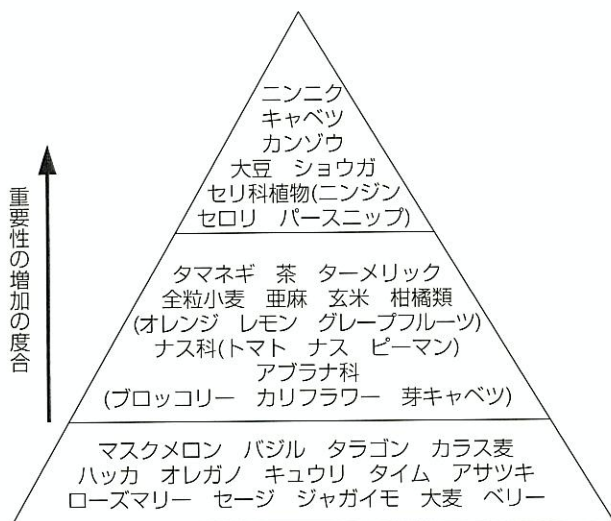 ニンニク
キャベツ
カンゾウ
大豆　ショウガ
セリ科植物(ニンジン
セロリ　パースニップ)
タマネギ　茶　ターメリック
全粒小麦　亜麻　玄米　柑橘類
(オレンジ　レモン　グレープフルーツ)
ナス科(トマト　ナス　ピーマン)
アブラナ科
(ブロッコリー　カリフラワー　芽キャベツ)
マスクメロン　バジル　タラゴン　カラス麦
ハッカ　オレガノ　キュウリ　タイム　アサツキ
ローズマリー　セージ　ジャガイモ　大麦　ベリー
重要性の増加の度合